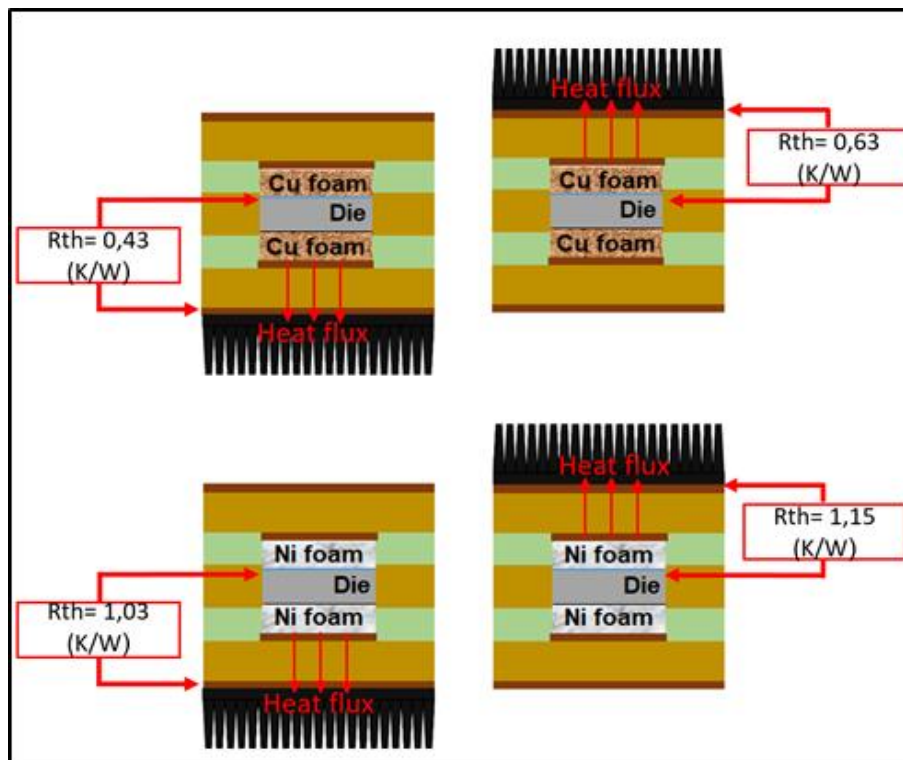 Cu foam
Die
Cu foam
Rth= 0,43
(K/W)
Heat flux
Heat flux
Cu foam
Die
Cu foam
Rth= 0,63
(K/W)
Ni foam
Die
Ni foam
Rth= 1,03
(K/W)
Heat flux
Heat flux
Ni foam
Die
Ni foam
Rth= 1,15
(K/W)